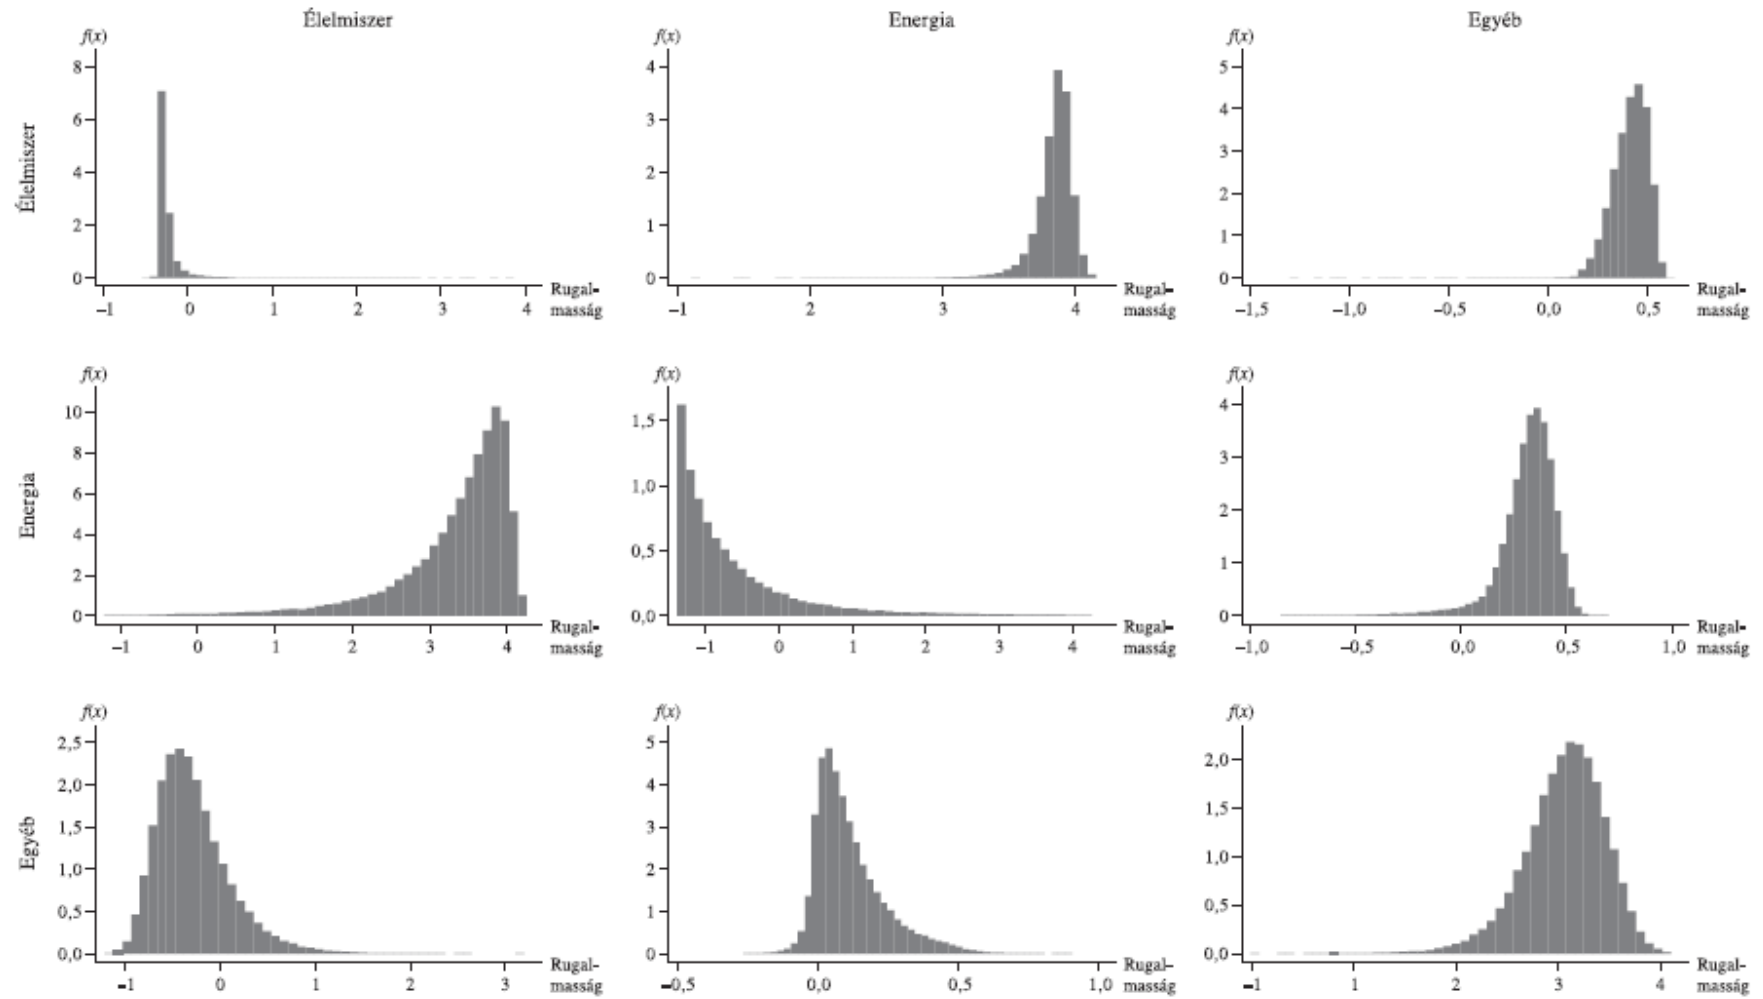 Élelmiszer Energia Egyéb
f(x) f(x) f(x)
Élelmiszer
8 6 4 2 0
–1 0 1 2 3 4 Rugal-
masság
4 3 2 1 0
–1 2 3 4 Rugal-
masság
5 4 3 2 1 0
–1,5 –1,0 –0,5 0,0 0,5 Rugal-
masság
f(x) f(x) f(x)
Energia
10 8 6 4 2 0
–1 0 1 2 3 4 Rugal-
masság
1,5 1,0 0,5 0,0
–1 0 1 2 3 4 Rugal-
masság
4 3 2 1 0
–1,0 –0,5 0,0 0,5 1,0 Rugal-
masság
f(x) f(x) f(x)
Egyéb
2,5 2,0 1,5 1,0 0,5 0,0
–1 0 1 2 3 Rugal-
masság
5 4 3 2 1 0
–0,5 0,0 0,5 1,0 Rugal-
masság
2,0 1,5 1,0 0,5 0,0
–1 1 2 3 4 Rugal-
masság